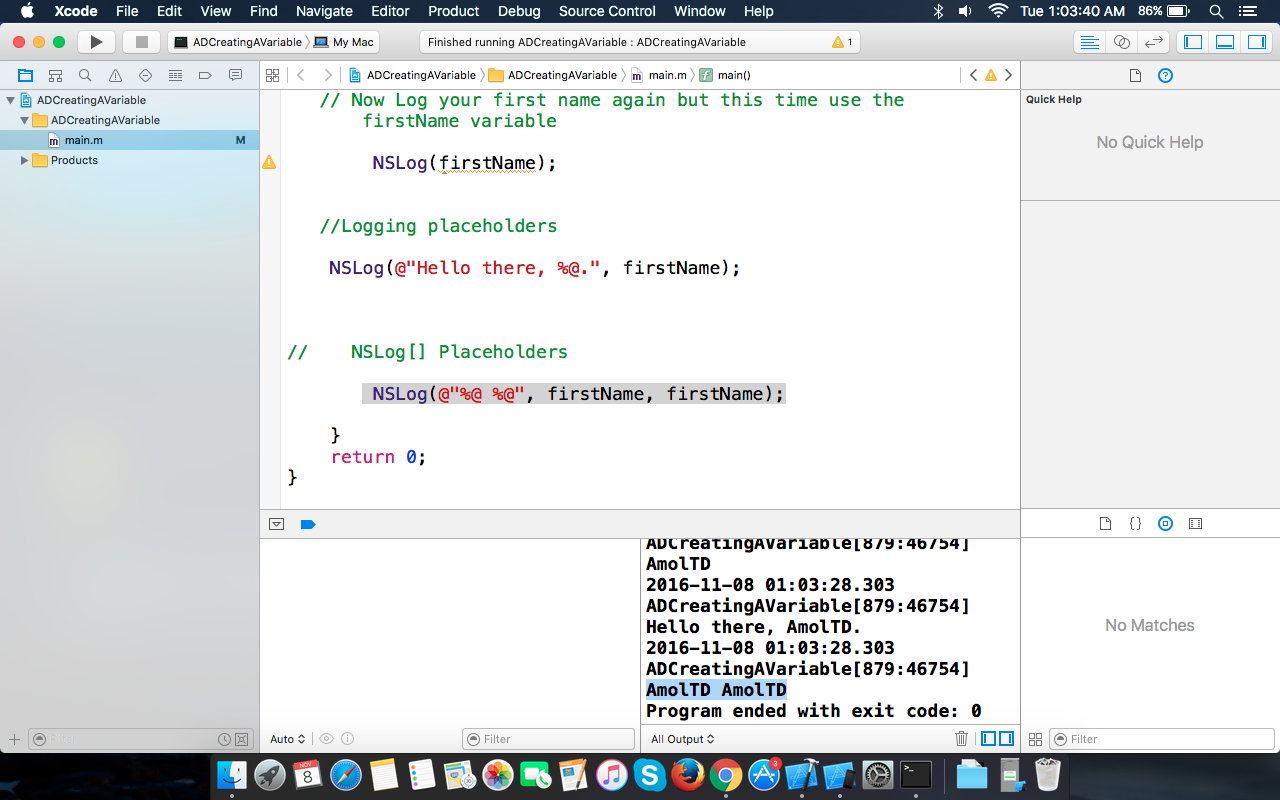 Xcode File Edit View Find Navigate Editor Product Debug Source Control Window Help Tue 1:03:40 AM 86%
ADCreatingAVariable My Mac Finished running ADCreatingAVariable : ADCreatingAVariable 1
ADCreatingAVariable ADCreatingAVariable main.m main()
ADCreatingAVariable
ADCreatingAVariable
main.m M
Products
// Now Log your first name again but this time use the
firstName variable
NSLog(firstName);
//Logging placeholders
NSLog(@"Hello there, %@.", firstName);
// NSLog[] Placeholders
NSLog(@"%@ %@", firstName, firstName);
}
return 0;
}
Quick Help
No Quick Help
ADCreatingAVariable[879:46754]
AmolTD
2016-11-08 01:03:28.303
ADCreatingAVariable[879:46754]
Hello there, AmolTD.
2016-11-08 01:03:28.303
ADCreatingAVariable[879:46754]
AmolTD AmolTD
Program ended with exit code: 0
No Matches
Auto Filter All Output Filter
NOV
8
3